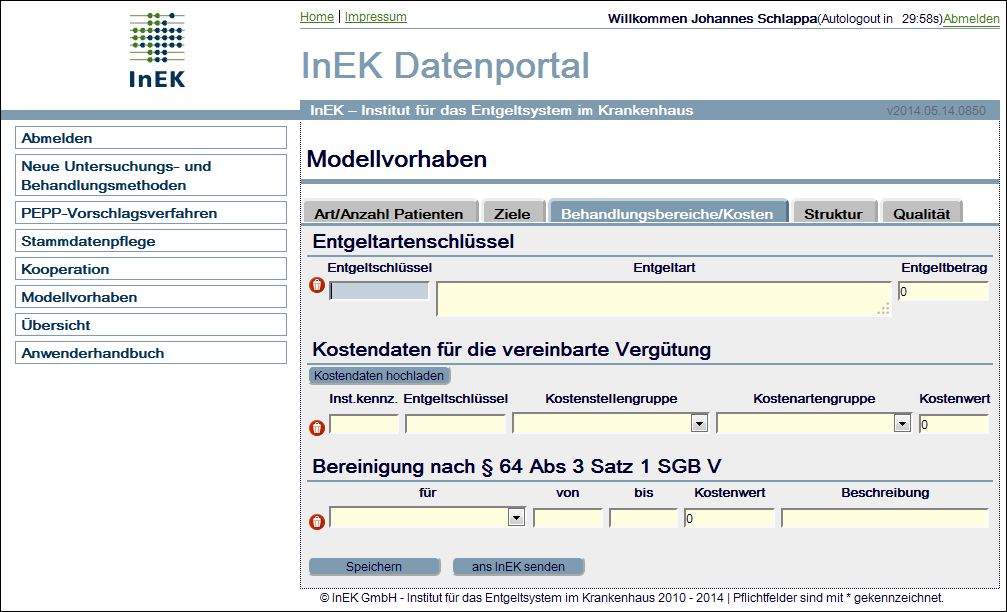 Home | Impressum
Willkommen Johannes Schlappa(Autologout in 29:58s)Abmelden
InEK
InEK Datenportal
InEK – Institut für das Entgeltsystem im Krankenhaus
v2014.05.14.0850
Abmelden
Neue Untersuchungs- und
Behandlungsmethoden
PEPP-Vorschlagsverfahren
Stammdatenpflege
Kooperation
Modellvorhaben
Übersicht
Anwenderhandbuch
Modellvorhaben
Art/Anzahl Patienten Ziele Behandlungsbereiche/Kosten Struktur Qualität
Entgeltartenschlüssel
Entgeltschlüssel Entgeltart Entgeltbetrag
0
Kostendaten für die vereinbarte Vergütung
Kostendaten hochladen
Inst.kennz. Entgeltschlüssel Kostenstellengruppe Kostenartengruppe Kostenwert
0
Bereinigung nach § 64 Abs 3 Satz 1 SGB V
für von bis Kostenwert Beschreibung
0
Speichern ans InEK senden
© InEK GmbH - Institut für das Entgeltsystem im Krankenhaus 2010 - 2014 | Pflichtfelder sind mit * gekennzeichnet.